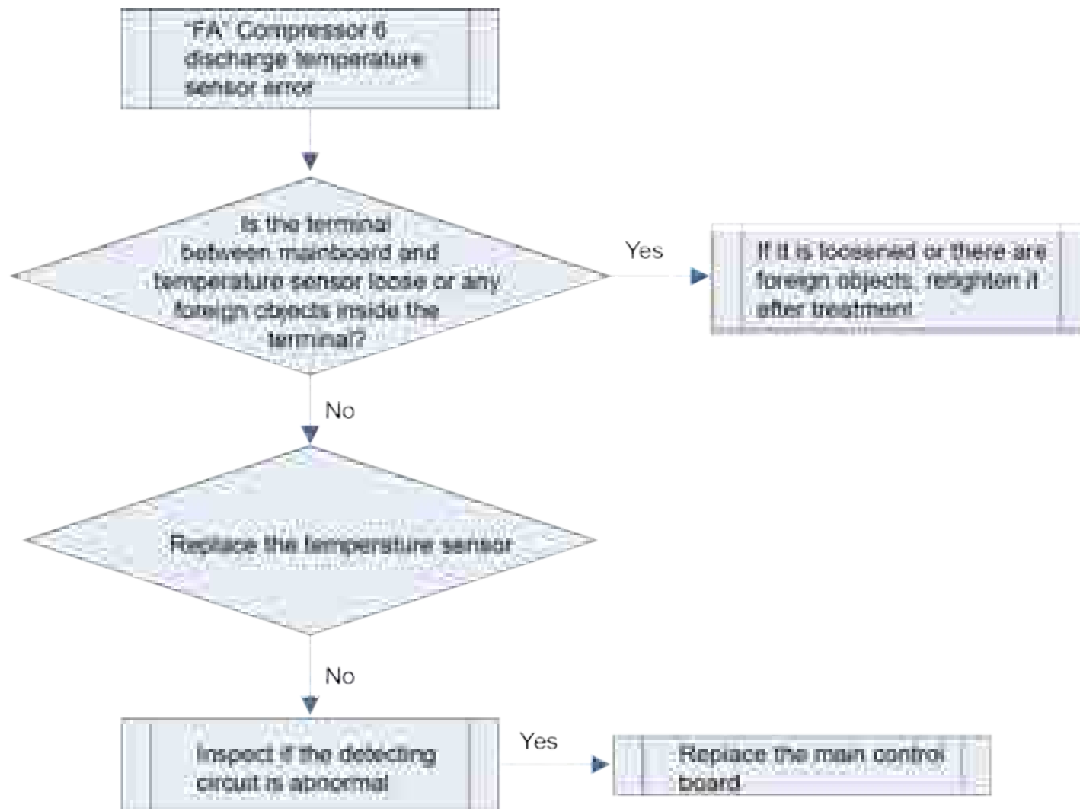 "FA" Compressor 6
discharge temperature
sensor error
Is the terminal
between mainboard and
temperature sensor loose or any
foreign objects inside the
terminal?
Yes
If it is loosened or there are
foreign objects, retighten it
after treatment
No
Replace the temperature sensor
No
Inspect if the detecting
circuit is abnormal
Yes
Replace the main control
board